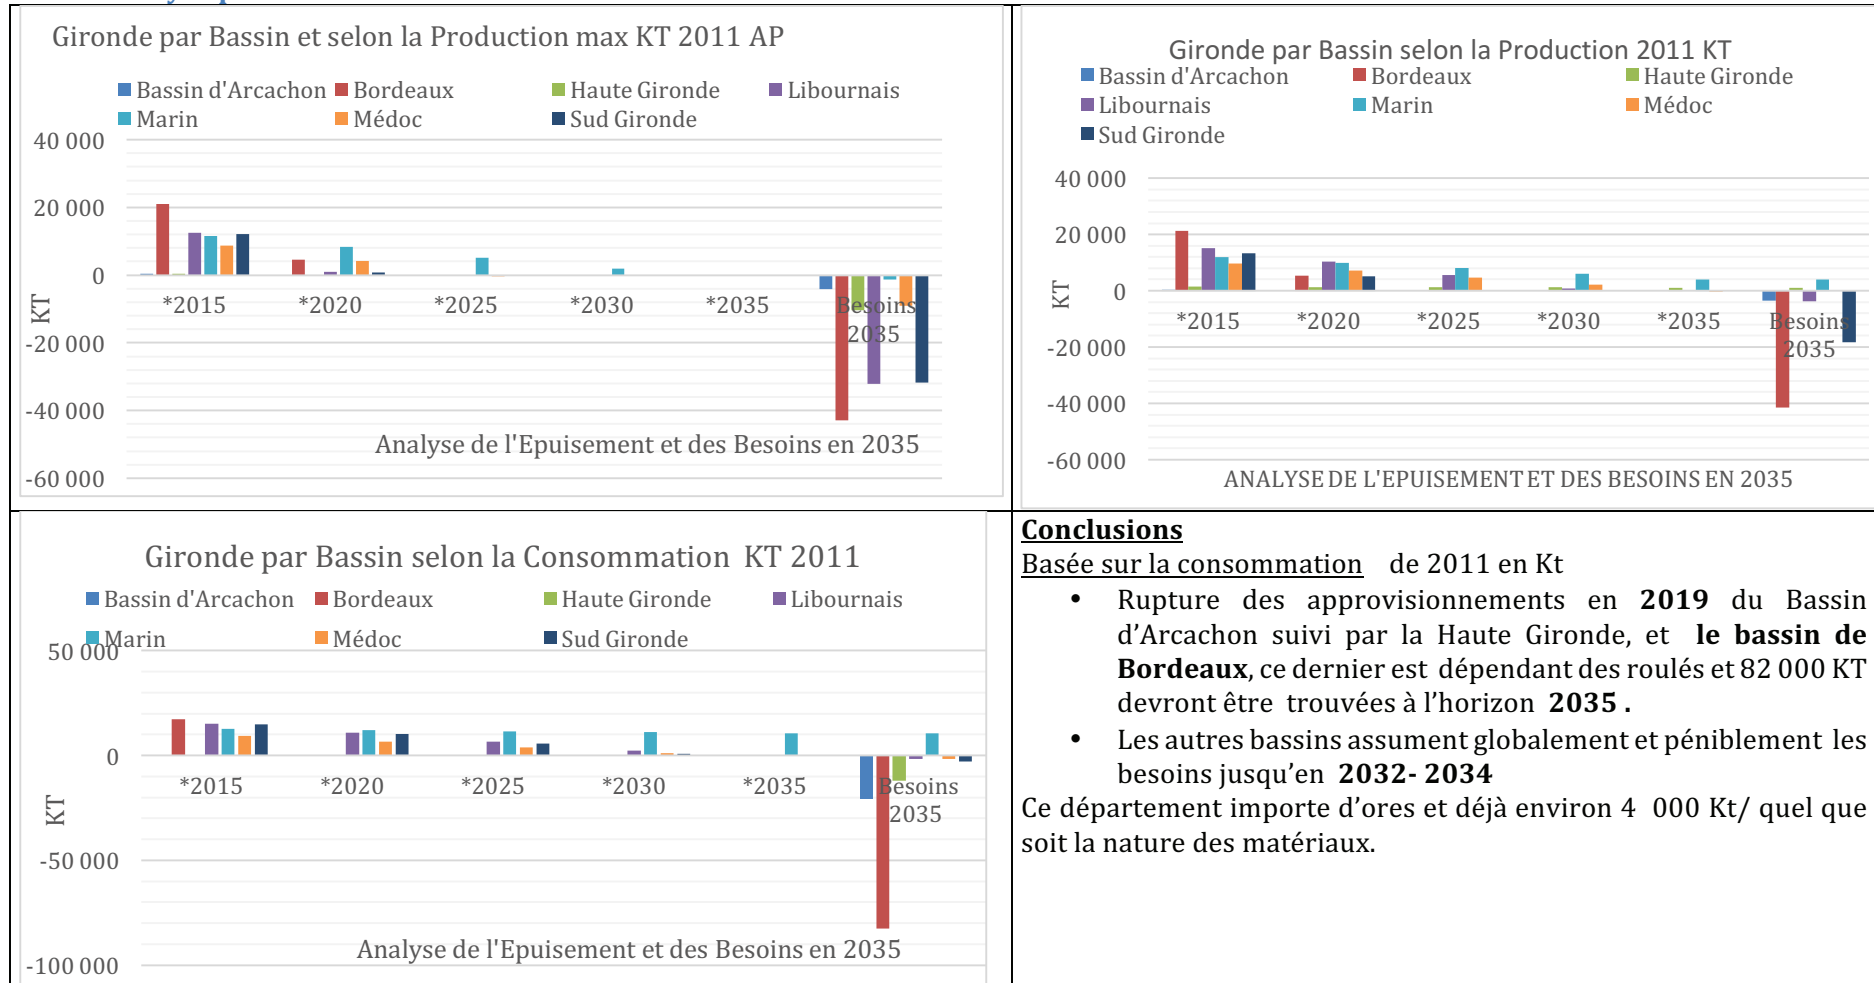 Gironde par Bassin et selon la Production max KT 2011 AP
Bassin d'Arcachon Bordeaux Haute Gironde Libournais
Marin Médoc Sud Gironde
40 000
20 000
0
-20 000
-40 000
-60 000
KT
*2015 *2020 *2025 *2030 *2035 Besoins
2035
Analyse de l'Epuisement et des Besoins en 2035
Gironde par Bassin selon la Production 2011 KT
Bassin d'Arcachon Bordeaux Haute Gironde
Libournais Marin Médoc
Sud Gironde
40 000
20 000
0
-20 000
-40 000
-60 000
KT
*2015 *2020 *2025 *2030 *2035 Besoins
2035
ANALYSE DE L'EPUISEMENT ET DES BESOINS EN 2035
Gironde par Bassin selon la Consommation KT 2011
Bassin d'Arcachon Bordeaux Haute Gironde Libournais
Marin Médoc Sud Gironde
50 000
0
-50 000
-100 000
KT
*2015 *2020 *2025 *2030 *2035 Besoins
2035
Analyse de l'Epuisement et des Besoins en 2035
Conclusions
Basée sur la consommation de 2011 en Kt
• Rupture des approvisionnements en 2019 du Bassin
d’Arcachon suivi par la Haute Gironde, et le bassin de
Bordeaux, ce dernier est dépendant des roulés et 82 000 KT
devront être trouvées à l’horizon 2035 .
• Les autres bassins assument globalement et péniblement les
besoins jusqu’en 2032- 2034
Ce département importe d’ores et déjà environ 4 000 Kt/ quel que
soit la nature des matériaux.